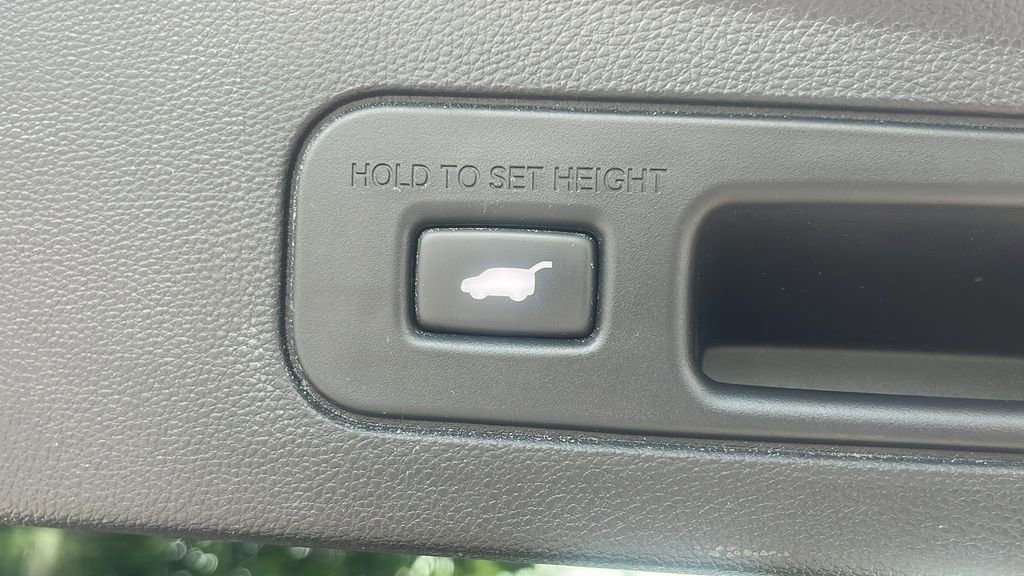 HOLD TO SET HEIGHT